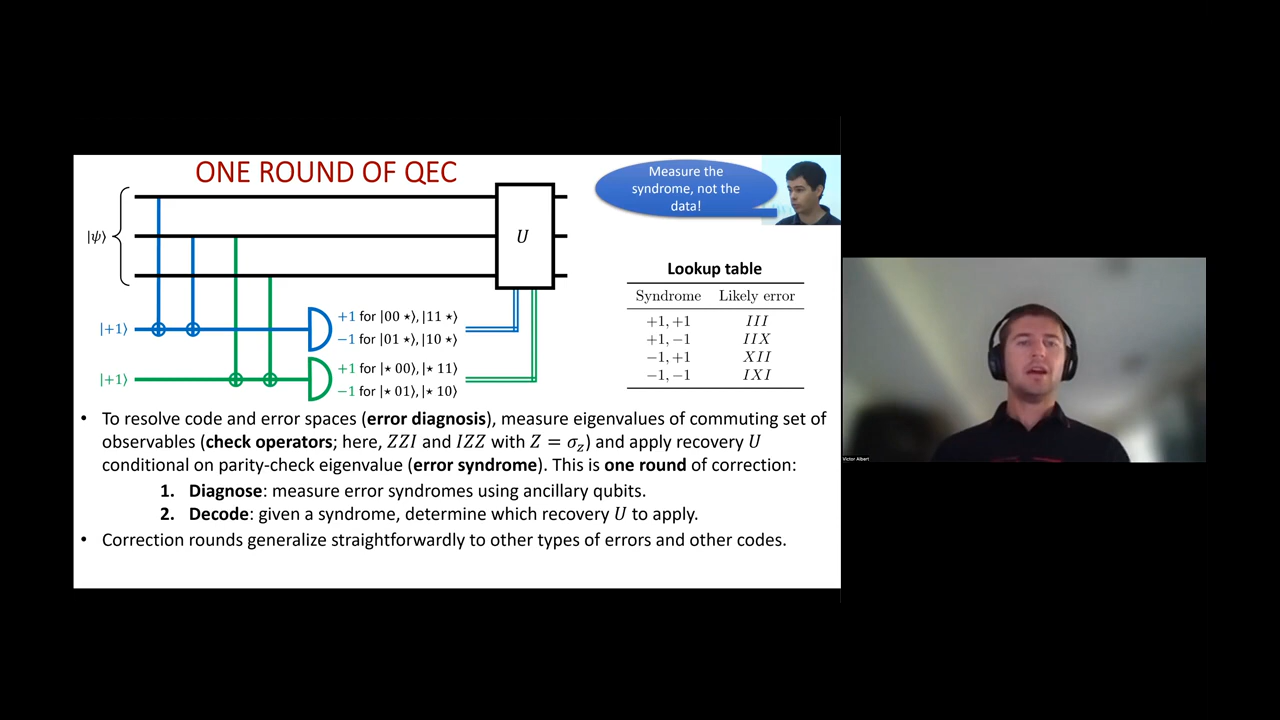 ONE ROUND OF QEC
Measure the
syndrome, not the
data!
|ψ⟩
U
|+1⟩
+1 for |00 ⋆⟩, |11 ⋆⟩
−1 for |01 ⋆⟩, |10 ⋆⟩
|+1⟩
+1 for |⋆ 00⟩, |⋆ 11⟩
−1 for |⋆ 01⟩, |⋆ 10⟩
Lookup table
Syndrome Likely error
+1, +1 III
+1, −1 IIX
−1, +1 XII
−1, −1 IXI
• To resolve code and error spaces (error diagnosis), measure eigenvalues of commuting set of
observables (check operators; here, ZZI and IZZ with Z = σz) and apply recovery U
conditional on parity-check eigenvalue (error syndrome). This is one round of correction:
1. Diagnose: measure error syndromes using ancillary qubits.
2. Decode: given a syndrome, determine which recovery U to apply.
• Correction rounds generalize straightforwardly to other types of errors and other codes.
Victor Albert